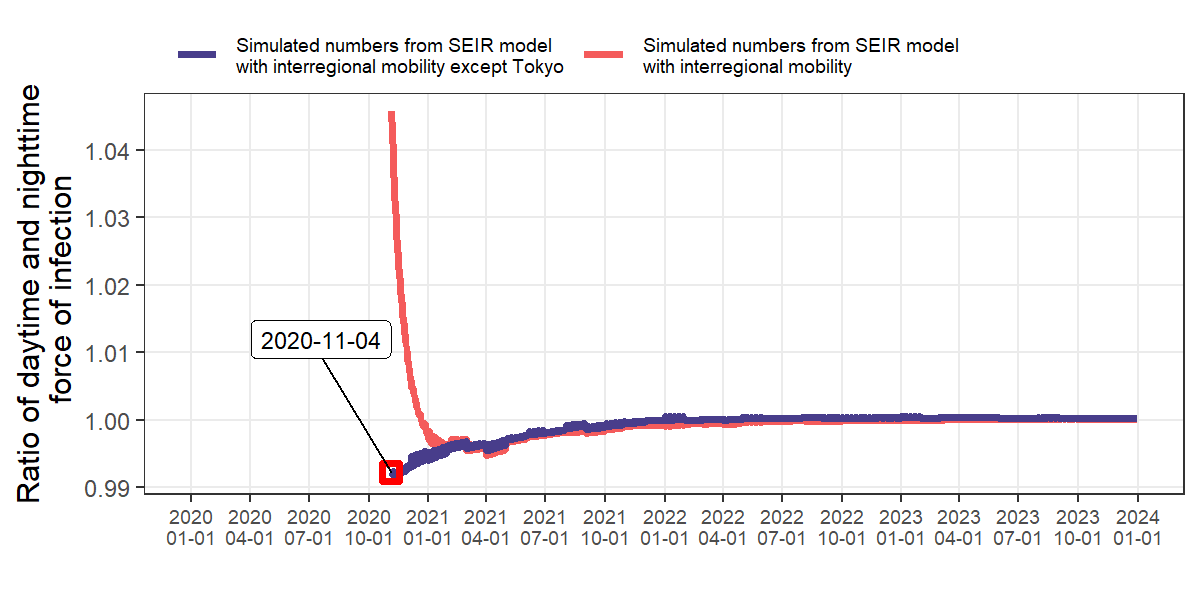 Simulated numbers from SEIR model
with interregional mobility except Tokyo
Simulated numbers from SEIR model
with interregional mobility
Ratio of daytime and nighttime
force of infection
1.04
1.03
1.02
1.01
1.00
0.99
2020-11-04
2020 2020 2020 2020 2021 2021 2021 2021 2022 2022 2022 2022 2023 2023 2023 2023 2024
01-01 04-01 07-01 10-01 01-01 04-01 07-01 10-01 01-01 04-01 07-01 10-01 01-01 04-01 07-01 10-01 01-01